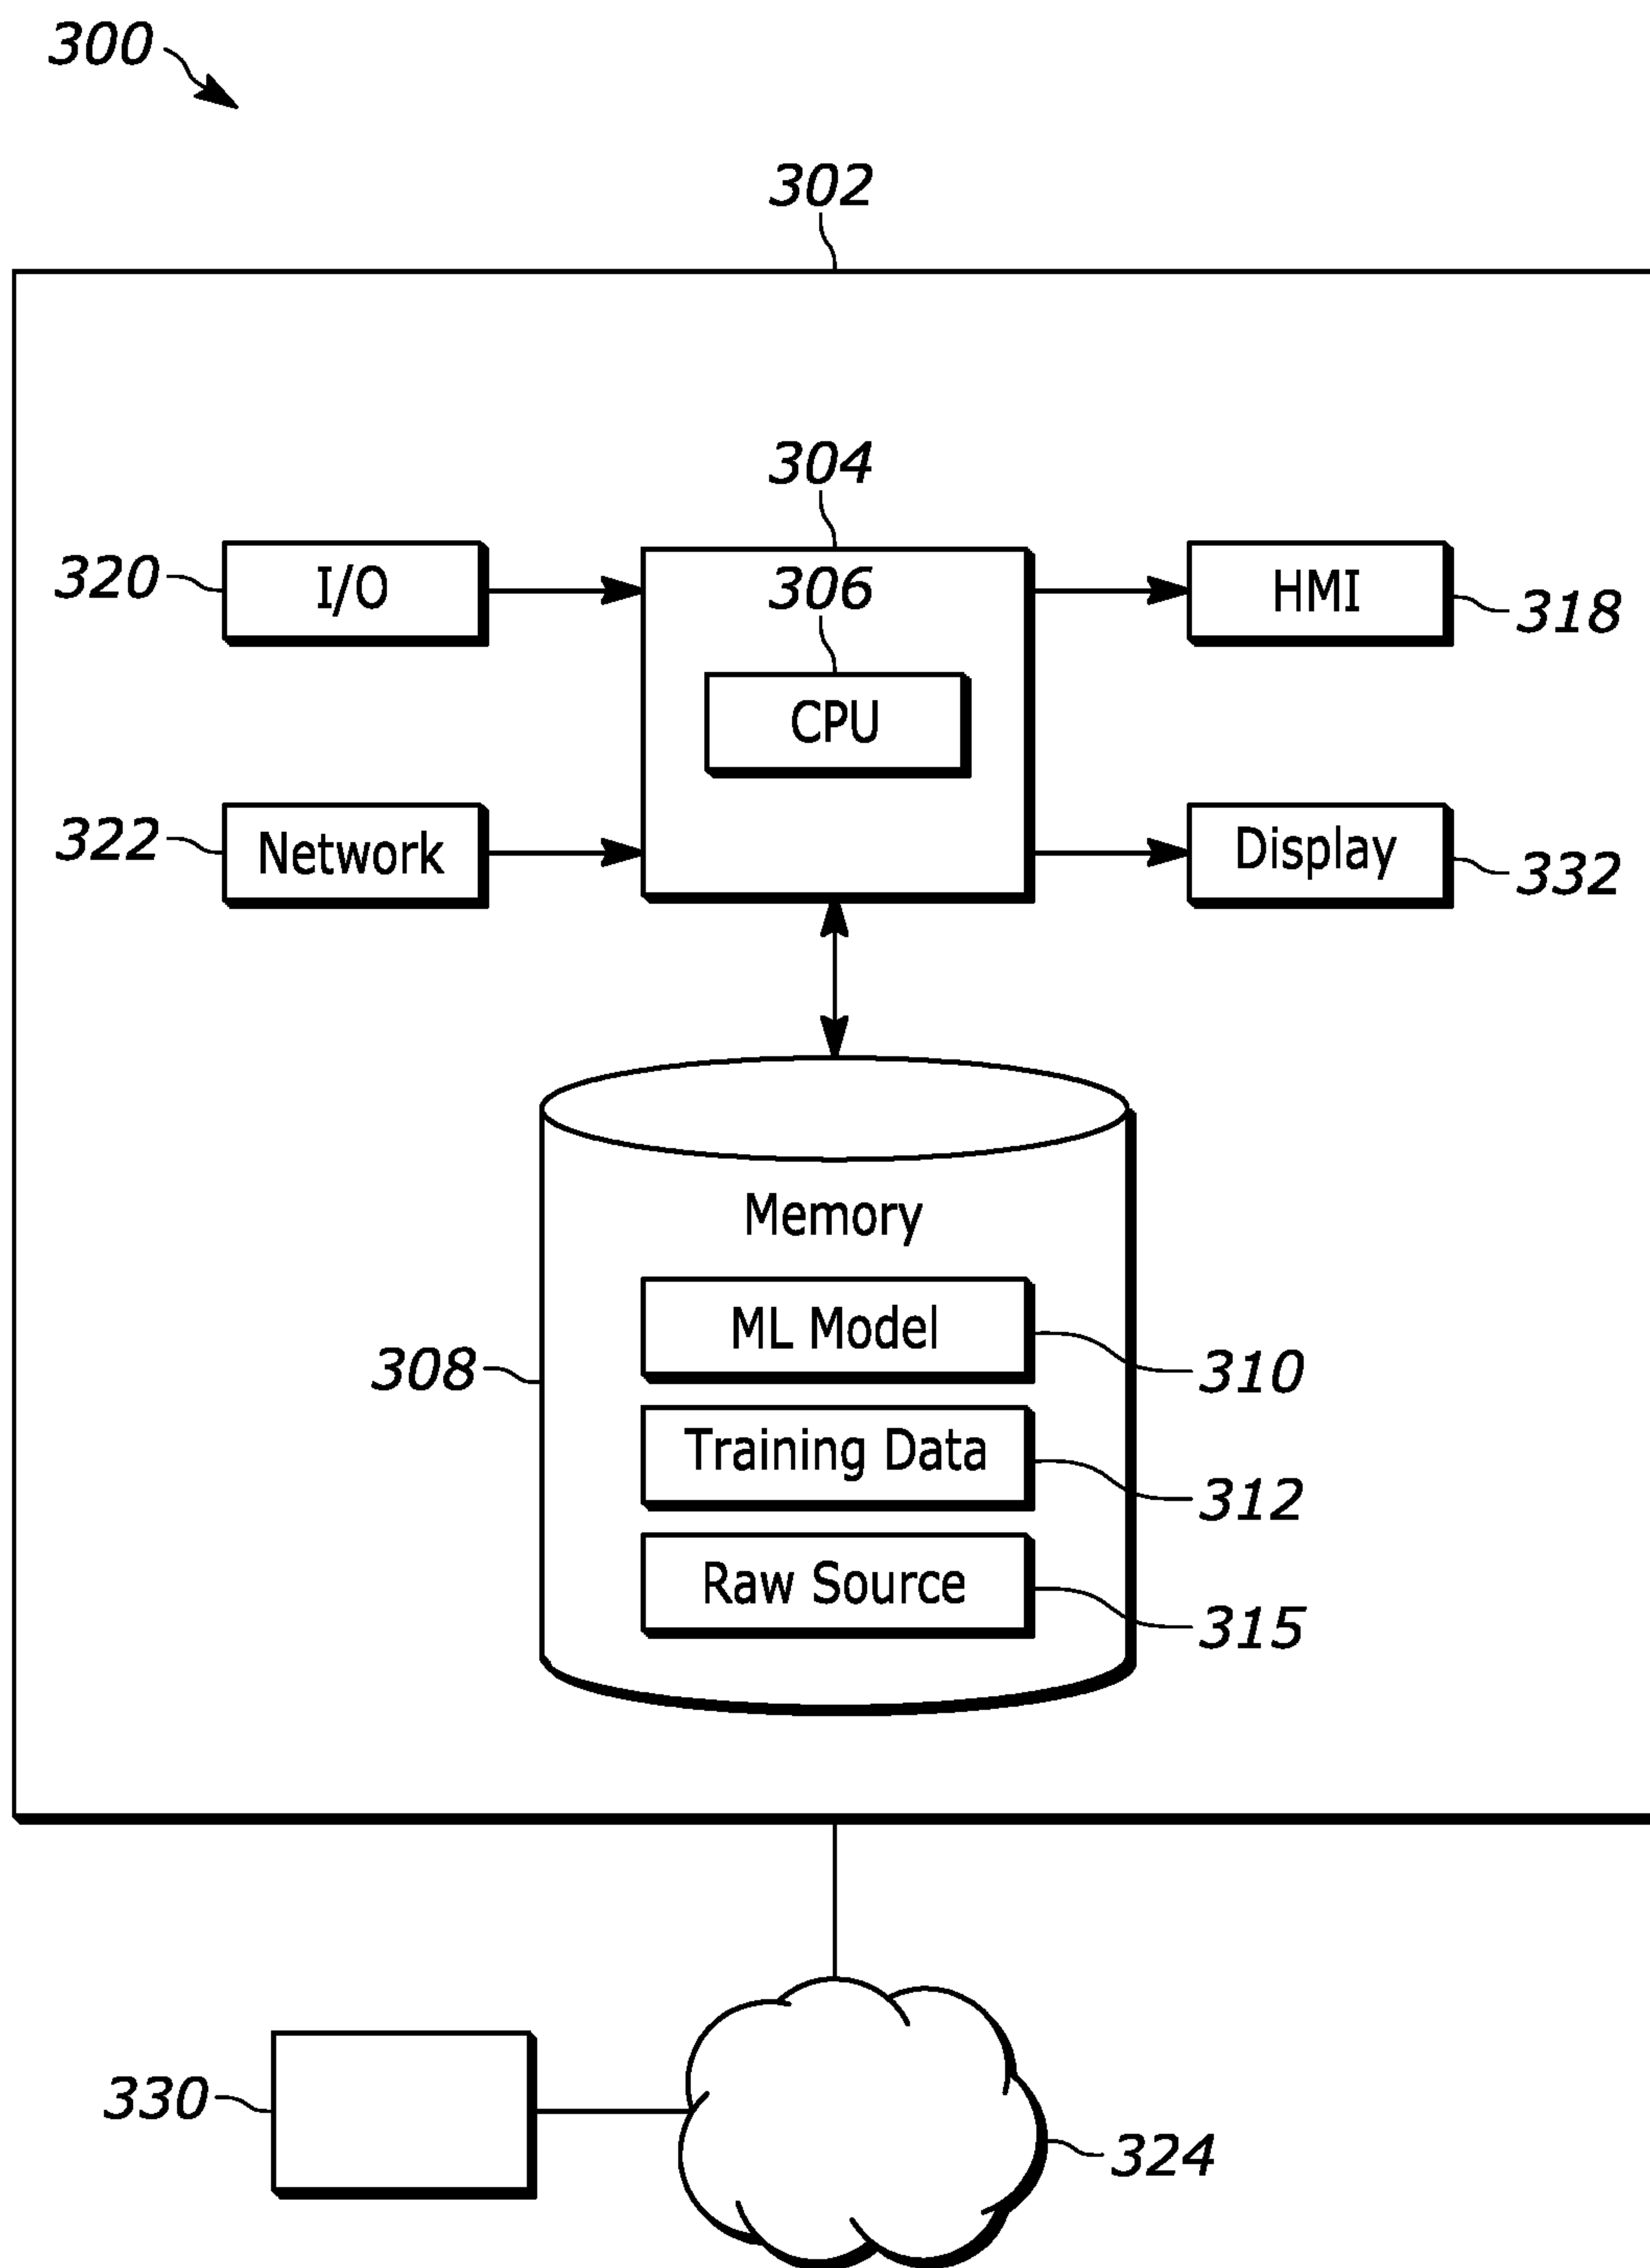 300
302
304
320 I/O 306 HMI 318
CPU
322 Network Display 332
Memory
308 ML Model 310
Training Data 312
Raw Source 315
330 324